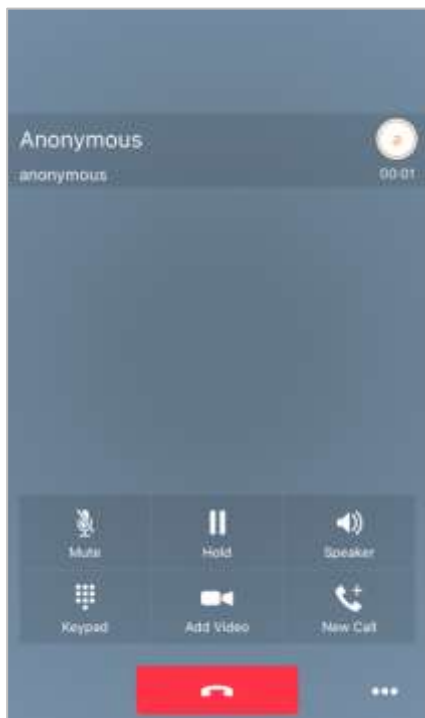 Anonymous
a
anonymous
00:01
Mute
Hold
Speaker
Keypad
Add Video
New Call